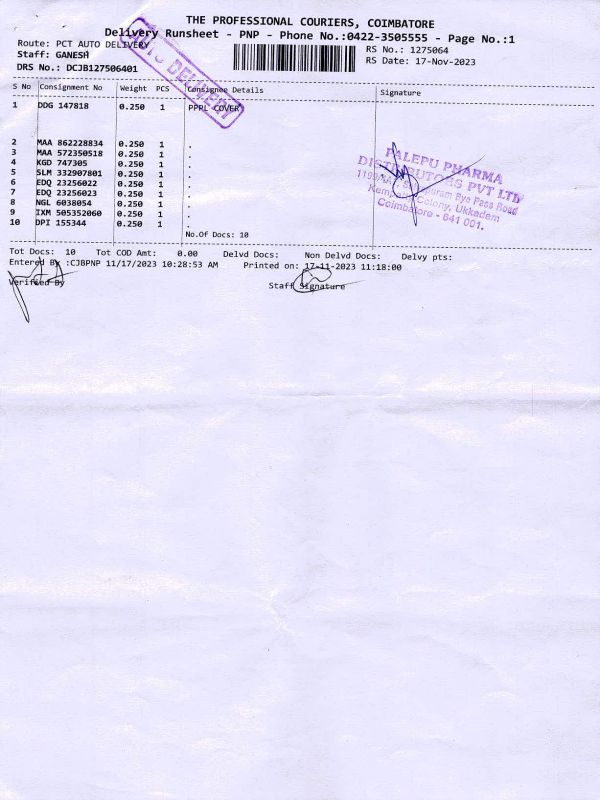 THE PROFESSIONAL COURIERS, COIMBATORE
Delivery Runsheet - PNP - Phone No.:0422-3505555 - Page No.:1
Route: PCT AUTO DELIVERY
Staff: GANESH
DRS No.: DCJB127506401
RS No.: 1275064
RS Date: 17-Nov-2023
AUTO DELIVERY
S No Consignment No Weight PCS Consignee Details Signature
1 DDG 147818 0.250 1 PPRL COVER
2 MAA 862228834 0.250 1 .
3 MAA 572350518 0.250 1 .
4 KGD 747305 0.250 1 .
5 SLM 332907801 0.250 1 .
6 EDQ 23256022 0.250 1 .
7 EDQ 23256023 0.250 1 .
8 NGL 6038054 0.250 1 .
9 IXM 505352060 0.250 1 .
10 DPI 155344 0.250 1 .
No.Of Docs: 10
PALEPU PHARMA
DISTRIBUTORS PVT LTD
Bye Pass Road
Colony, Ukkadam
Coimbatore - 641 001.
Tot Docs: 10 Tot COD Amt: 0.00 Delvd Docs: Non Delvd Docs: Delvy pts:
Entered By :CJBPNP 11/17/2023 10:28:53 AM Printed on: 17-11-2023 11:18:00
Verified By Staff Signature